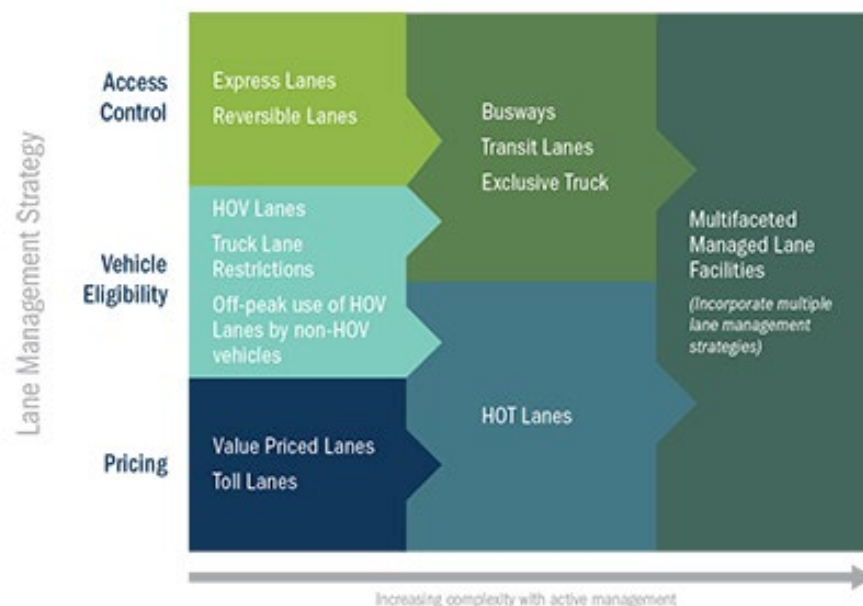 Lane Management Strategy
Access
Control
Express Lanes
Reversible Lanes
Vehicle
Eligibility
HOV Lanes
Truck Lane
Restrictions
Off-peak use of HOV
Lanes by non-HOV
vehicles
Pricing
Value Priced Lanes
Toll Lanes
Busways
Transit Lanes
Exclusive Truck
HOT Lanes
Multifaceted
Managed Lane
Facilities
(Incorporate multiple
lane management
strategies)
Increasing complexity with active management